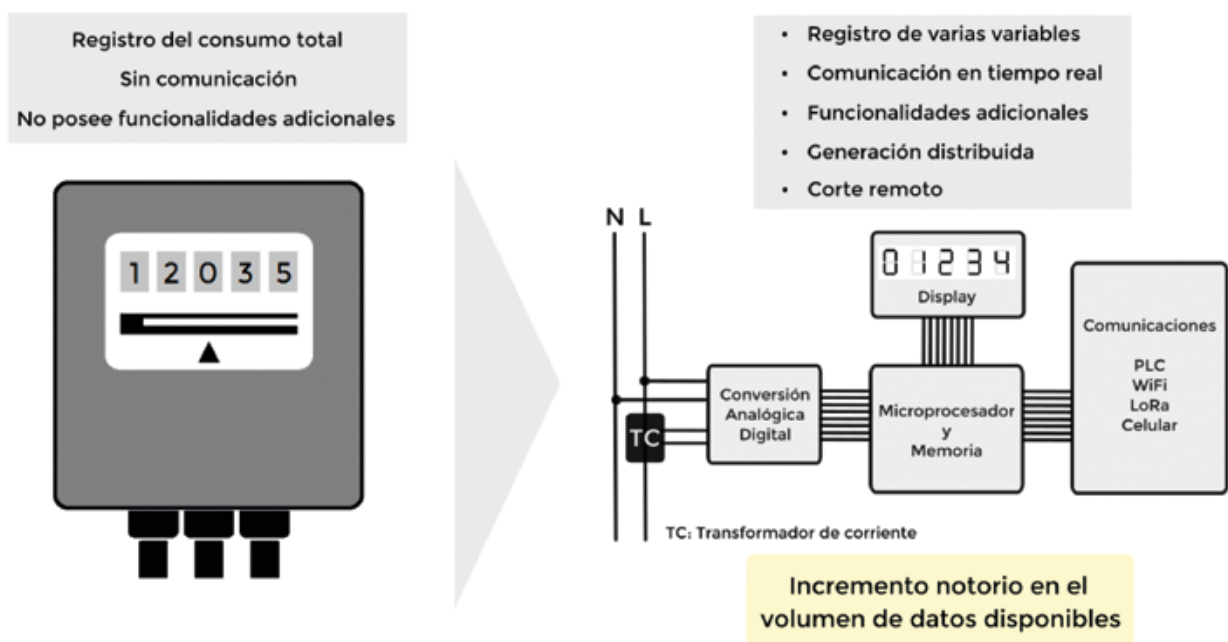 Registro del consumo total
Sin comunicación
No posee funcionalidades adicionales
1 2 0 3 5
• Registro de varias variables
• Comunicación en tiempo real
• Funcionalidades adicionales
• Generación distribuida
• Corte remoto
N L
0 1 2 3 4
Display
Conversión
Analógica
Digital
TC
Microprocesador
y
Memoria
Comunicaciones
PLC
WiFi
LoRa
Celular
TC: Transformador de corriente
Incremento notorio en el
volumen de datos disponibles